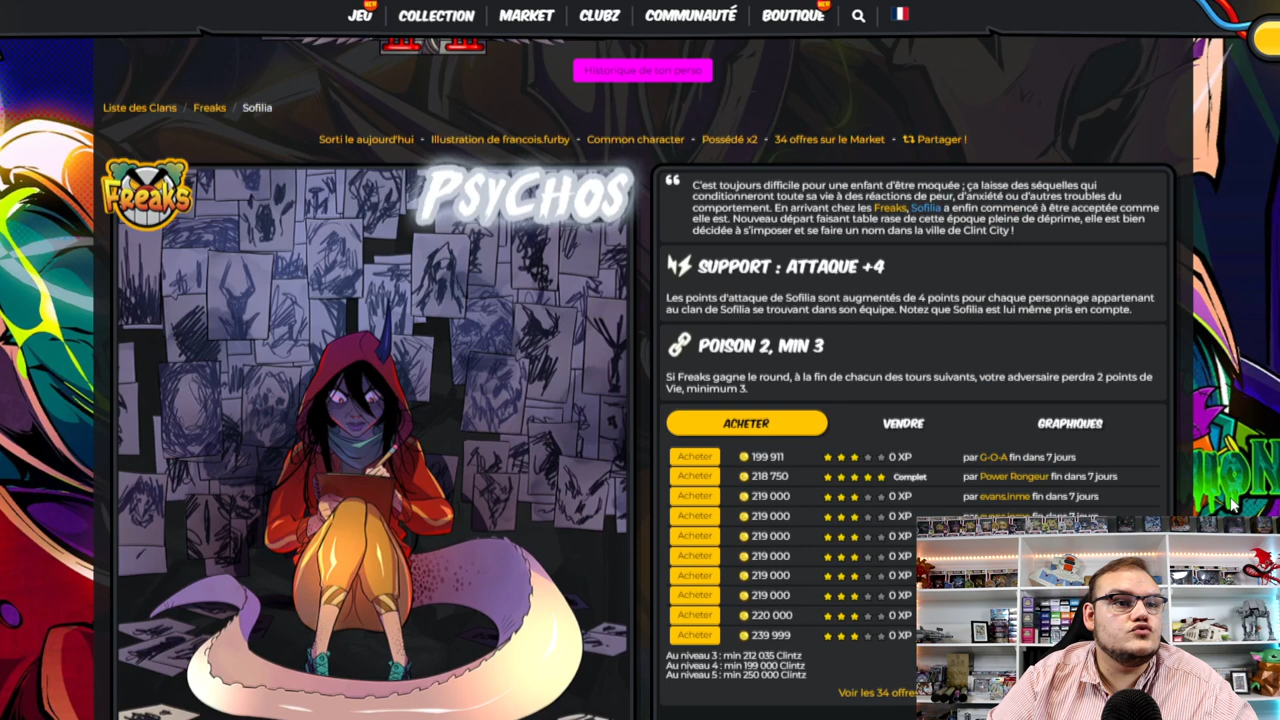 JEU
NEW
COLLECTION
MARKET
CLUBZ
COMMUNAUTÉ
BOUTIQUE
NEW
Historique de ton perso
Liste des Clans / Freaks / Sofilia
Sorti le aujourd'hui - Illustration de francois.furby - Common character - Possédé x2 - 34 offres sur le Market - Partager !
FREAKS
PSYCHOS
“ C'est toujours difficile pour une enfant d'être moquée ; ça laisse des séquelles qui
conditionneront toute sa vie à des réactions de peur, d'anxiété ou d'autres troubles du
comportement. En arrivant chez les Freaks, Sofilia a enfin commencé à être acceptée comme
elle est. Nouveau départ faisant table rase de cette époque pleine de déprime, elle est bien
décidée à s'imposer et se faire un nom dans la ville de Clint City !
SUPPORT : ATTAQUE +4
Les points d'attaque de Sofilia sont augmentés de 4 points pour chaque personnage appartenant
au clan de Sofilia se trouvant dans son équipe. Notez que Sofilia est lui même pris en compte.
POISON 2, MIN 3
Si Freaks gagne le round, à la fin de chacun des tours suivants, votre adversaire perdra 2 points de
Vie, minimum 3.
ACHETER VENDRE GRAPHIQUES
Acheter 199 911 0 XP par G-O-A fin dans 7 jours
Acheter 218 750 Complet par Power Rongeur fin dans 7 jours
Acheter 219 000 0 XP par evans.inme fin dans 7 jours
Acheter 219 000 0 XP
Acheter 219 000 0 XP
Acheter 219 000 0 XP
Acheter 219 000 0 XP
Acheter 219 000 0 XP
Acheter 220 000 0 XP
Acheter 239 999 0 XP
Au niveau 3 : min 212 035 Clintz
Au niveau 4 : min 199 000 Clintz
Au niveau 5 : min 250 000 Clintz
Voir les 34 offres